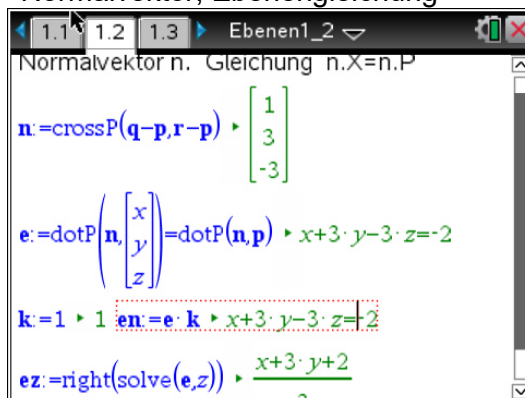 Normalvektor, Ebenengleichung
1.1 1.2 1.3 Ebenen1_2
Normalvektor n. Gleichung n.X=n.P
n:=crossP(q−p,r−p) ▸ [1 3 -3]
e:=dotP(n,[x y z])=dotP(n,p) ▸ x+3·y−3·z=-2
k:=1 ▸ 1 en:=e·k ▸ x+3·y−3·z=-2
ez:=right(solve(e,z)) ▸ x+3·y+2